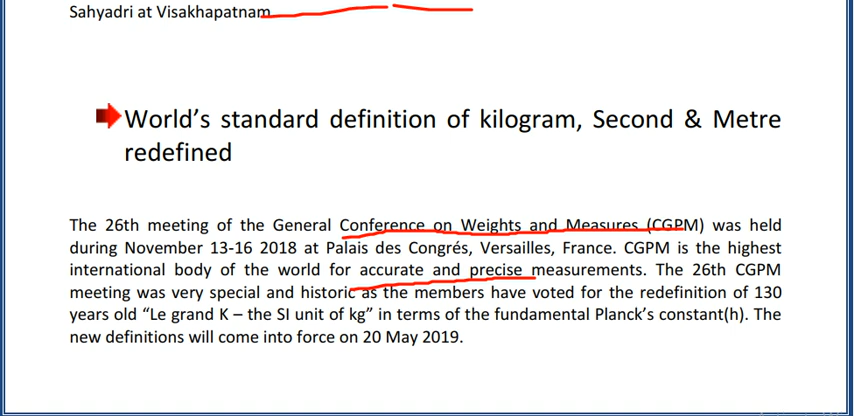 Sahyadri at Visakhapatnam
World's standard definition of kilogram, Second & Metre
redefined
The 26th meeting of the General Conference on Weights and Measures (CGPM) was held
during November 13-16 2018 at Palais des Congrés, Versailles, France. CGPM is the highest
international body of the world for accurate and precise measurements. The 26th CGPM
meeting was very special and historic as the members have voted for the redefinition of 130
years old “Le grand K – the SI unit of kg” in terms of the fundamental Planck's constant(h). The
new definitions will come into force on 20 May 2019.